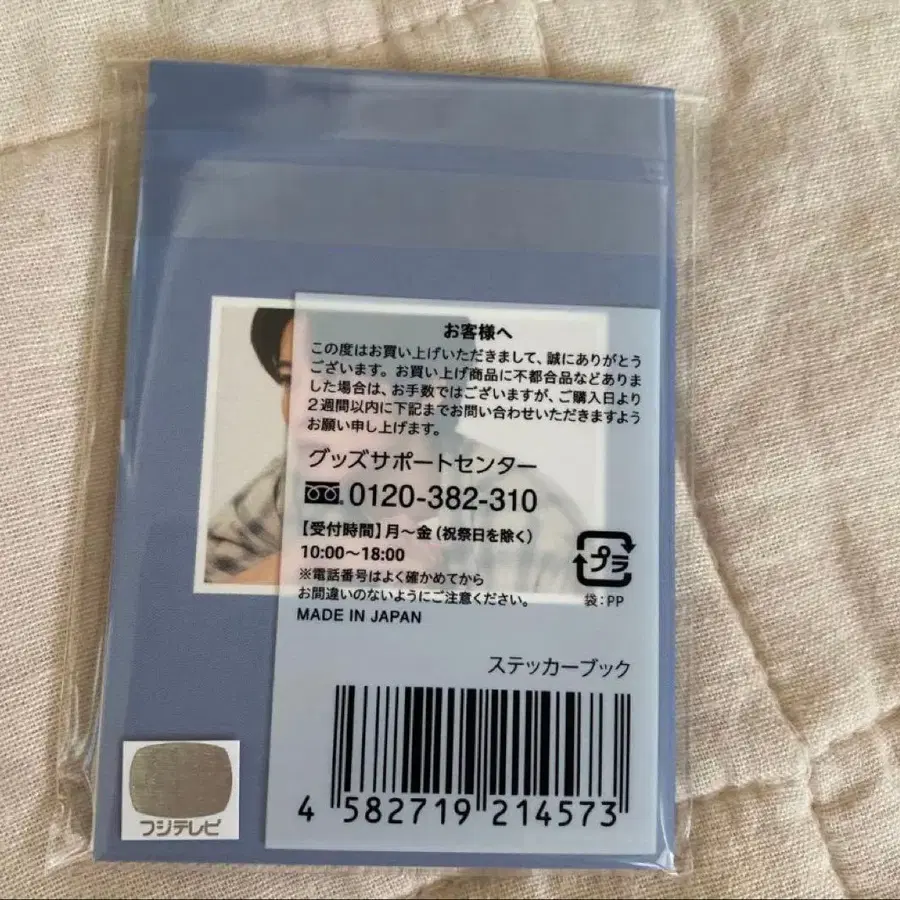 お客様へ
この度はお買い上げいただきまして、誠にありがとう
ございます。お買い上げ商品に不都合品などありま
した場合は、お手数ではございますが、ご購入日より
2週間以内に下記までお問い合わせいただきますよう
お願い申し上げます。
グッズサポートセンター
0120-382-310
【受付時間】月〜金（祝祭日を除く）
10:00〜18:00
※電話番号はよく確かめてから
お間違いのないようにご注意ください。
MADE IN JAPAN
プラ
袋：PP
ステッカーブック
4 582719 214573
フジテレビ